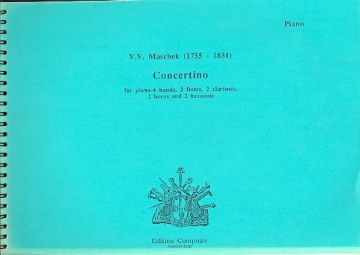 Piano
V.V. Maschek (1755 - 1831)
Concertino
for piano-4 hands, 2 flutes, 2 clarinets,
2 horns and 2 bassoons
Edition Compusic
Amsterdam